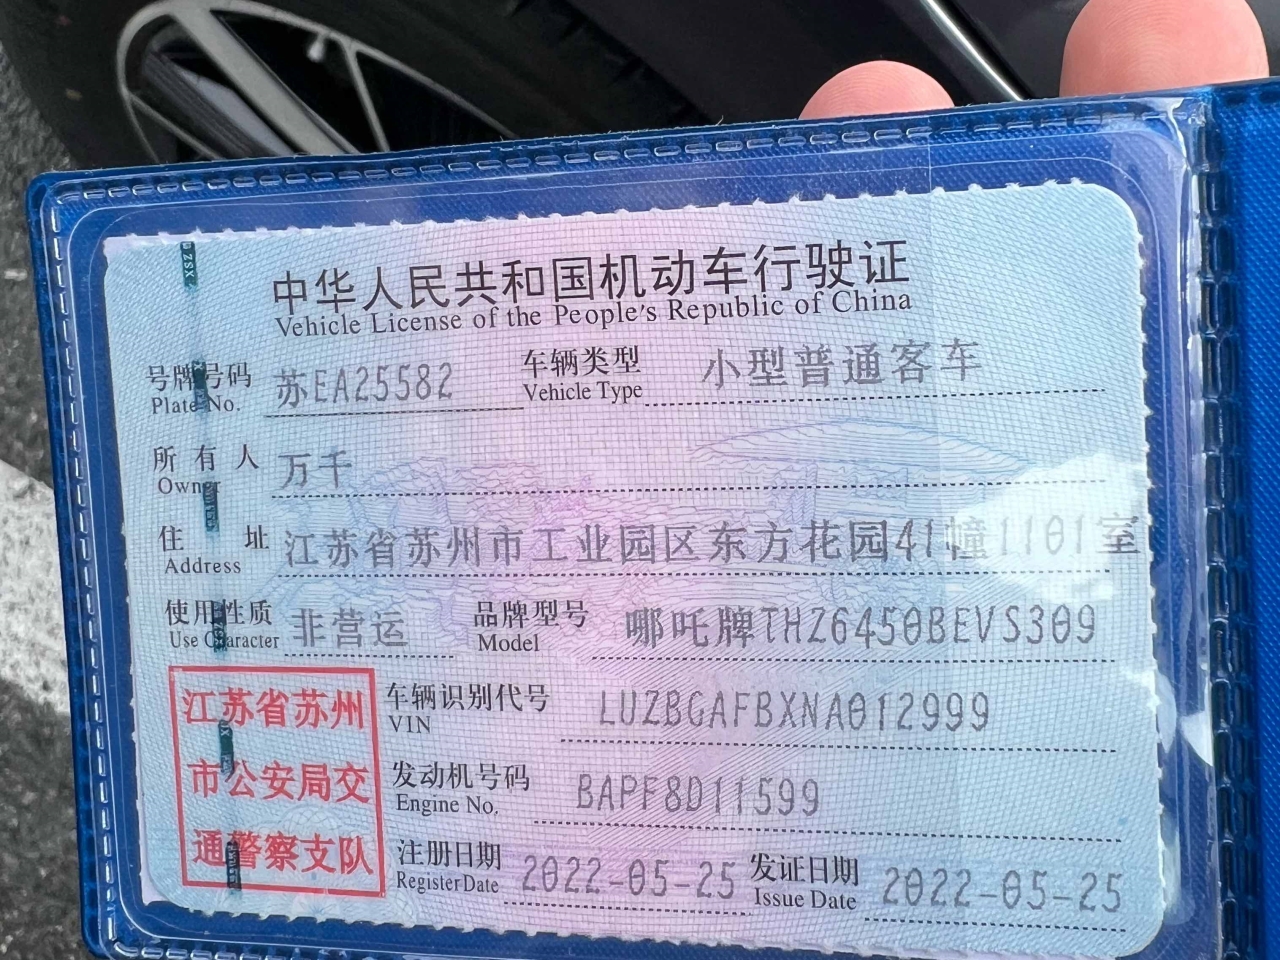 中华人民共和国机动车行驶证
Vehicle License of the People's Republic of China
号牌号码 苏EA25582 车辆类型 小型普通客车
Plate No. Vehicle Type
所有人 万千
Owner
住址 江苏省苏州市工业园区东方花园41幢1101室
Address
使用性质 非营运 品牌型号 哪吒牌THZ6450BEVS309
Use Character Model
江苏省苏州
市公安局交
通警察支队
车辆识别代号 LUZBGAFBXNA012999
VIN
发动机号码 BAPF8D11599
Engine No.
注册日期 2022-05-25 发证日期 2022-05-25
Register Date Issue Date